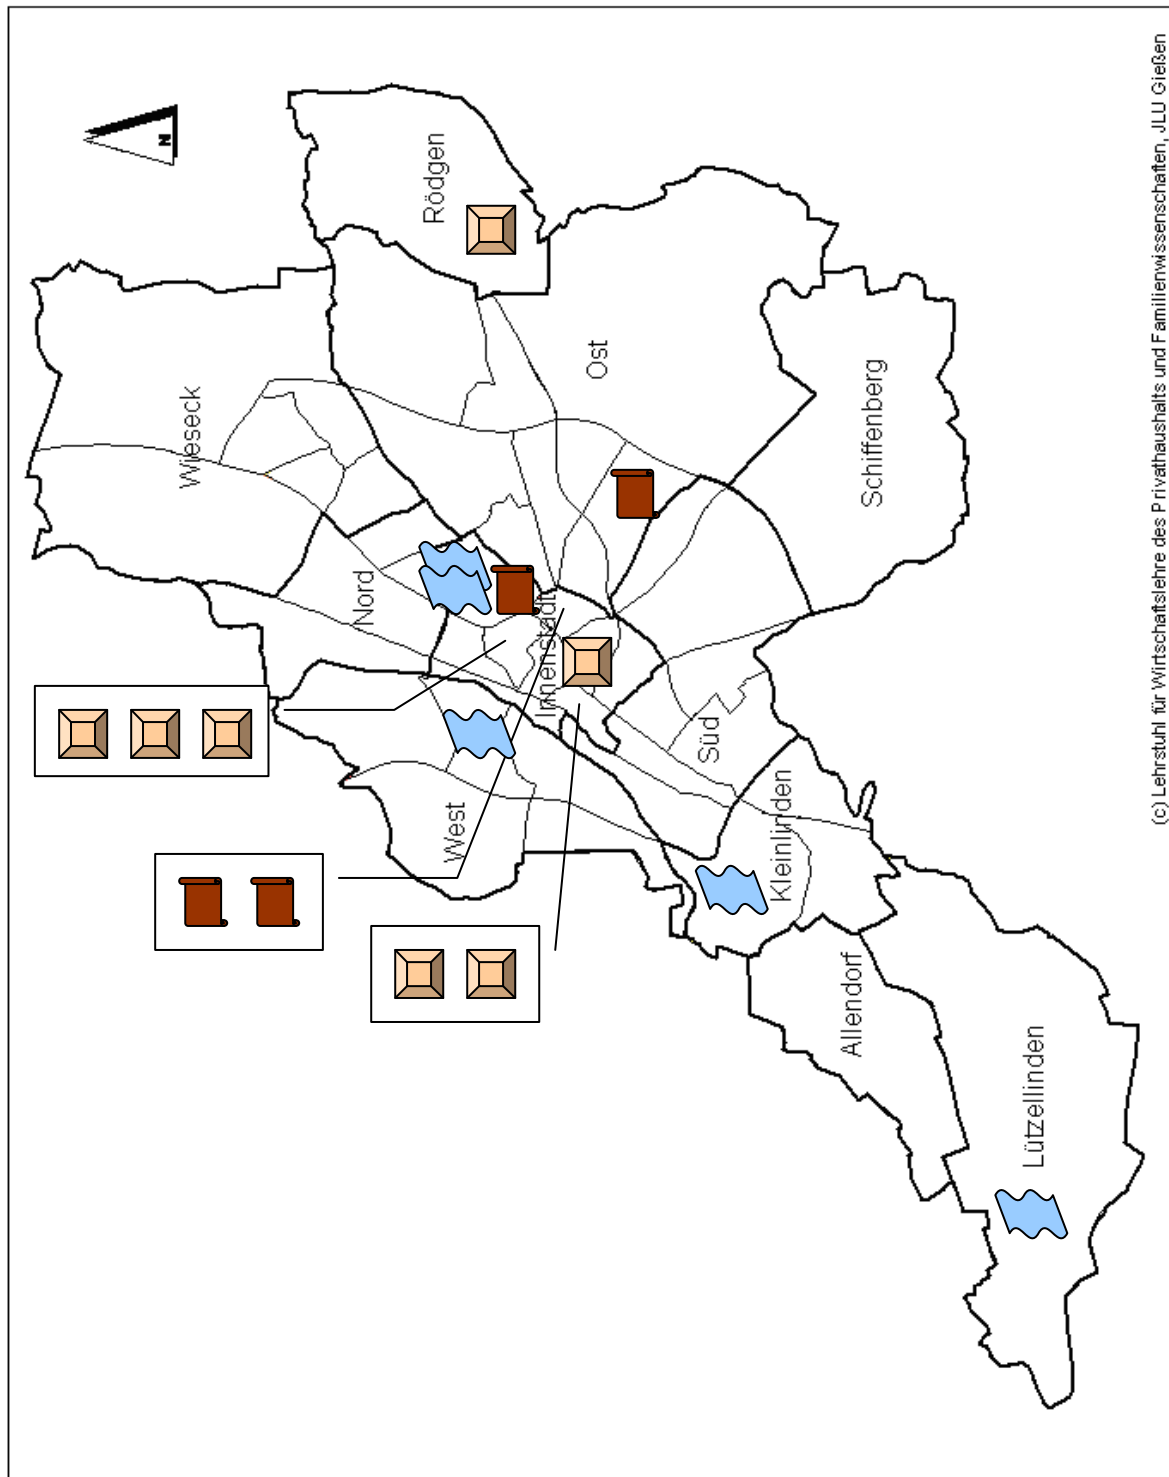 N
Rödgen
Wieseck
Ost
Schiffenberg
Nord
Innenstadt
Süd
West
Kleinlinden
Allendorf
Lützellinden
(c) Lehrstuhl für Wirtschaftslehre des Privathaushalts und Familienwissenschaften, JLU Gießen